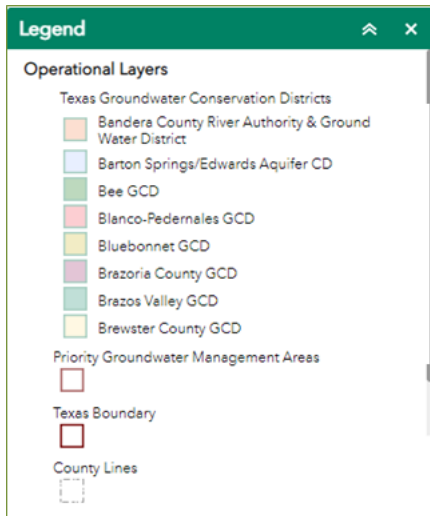 Legend
Operational Layers
Texas Groundwater Conservation Districts
Bandera County River Authority & Ground
Water District
Barton Springs/Edwards Aquifer CD
Bee GCD
Blanco-Pedernales GCD
Bluebonnet GCD
Brazoria County GCD
Brazos Valley GCD
Brewster County GCD
Priority Groundwater Management Areas
Texas Boundary
County Lines